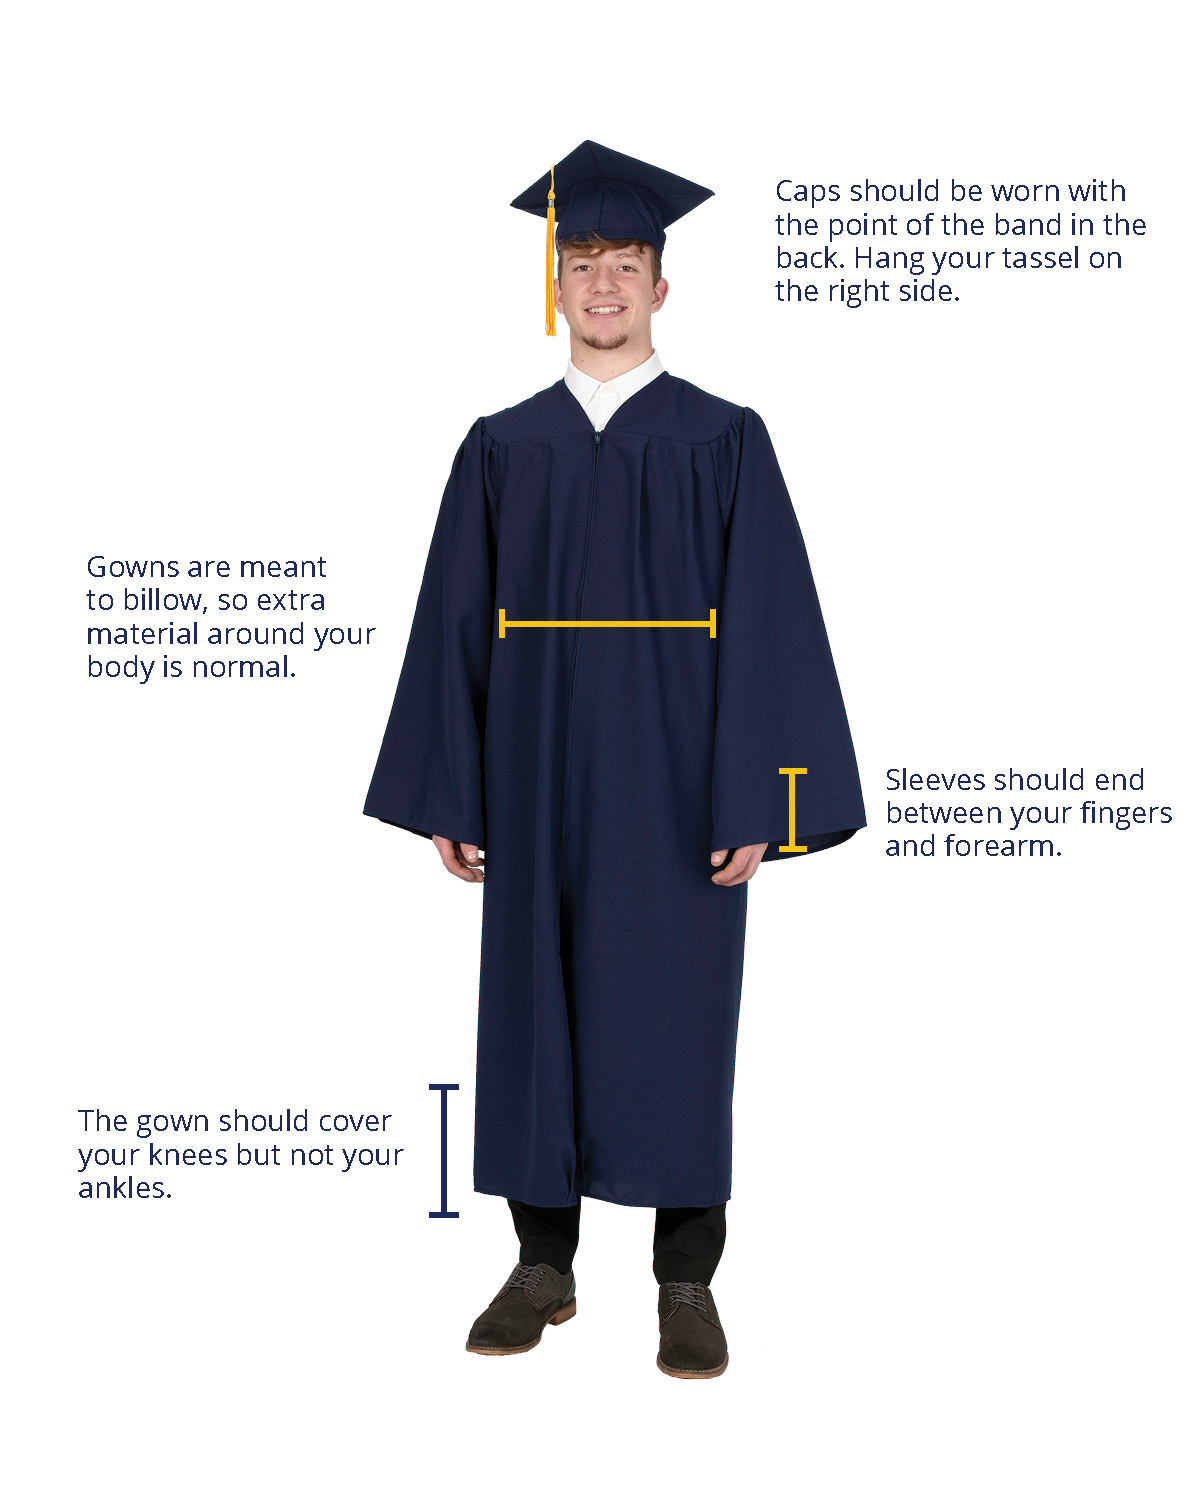 Caps should be worn with
the point of the band in the
back. Hang your tassel on
the right side.
Gowns are meant
to billow, so extra
material around your
body is normal.
Sleeves should end
between your fingers
and forearm.
The gown should cover
your knees but not your
ankles.